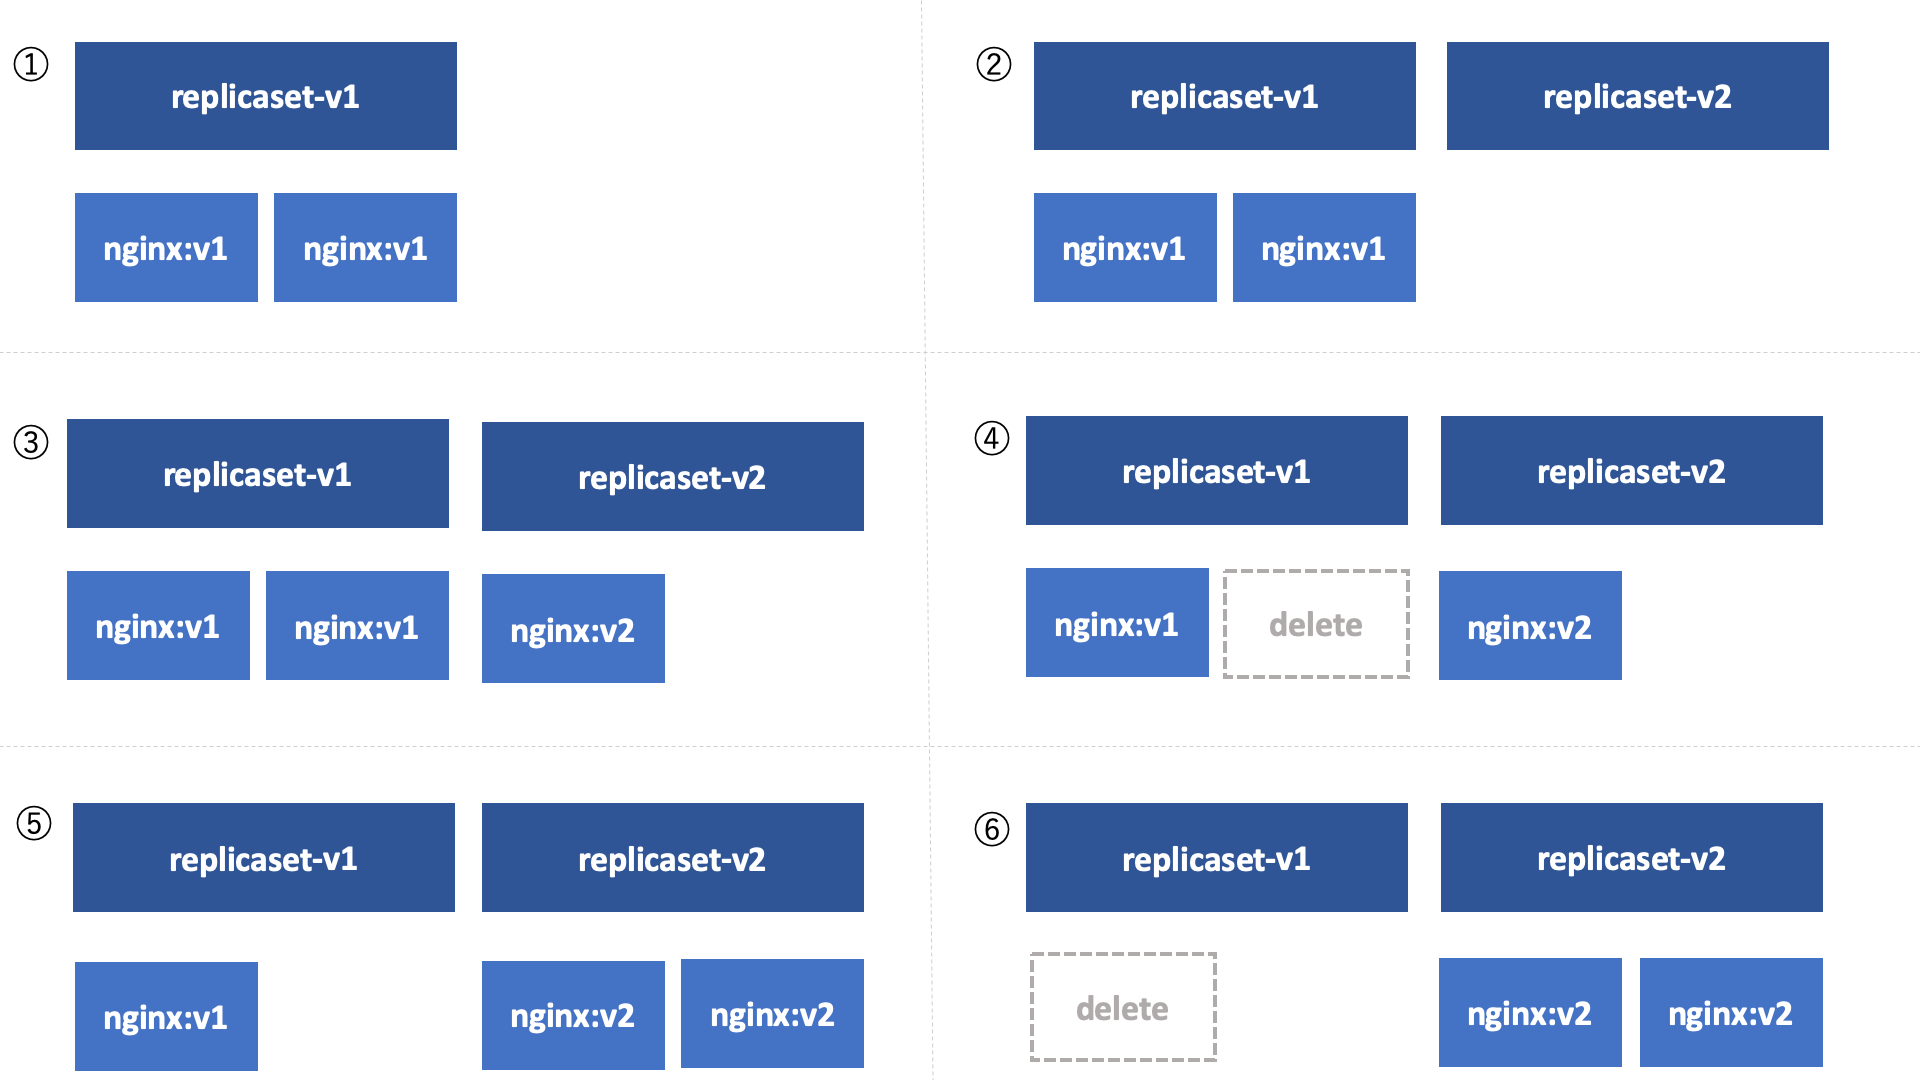 ①
replicaset-v1
nginx:v1 nginx:v1
②
replicaset-v1 replicaset-v2
nginx:v1 nginx:v1
③
replicaset-v1 replicaset-v2
nginx:v1 nginx:v1 nginx:v2
④
replicaset-v1 replicaset-v2
nginx:v1 delete nginx:v2
⑤
replicaset-v1 replicaset-v2
nginx:v1 nginx:v2 nginx:v2
⑥
replicaset-v1 replicaset-v2
delete nginx:v2 nginx:v2